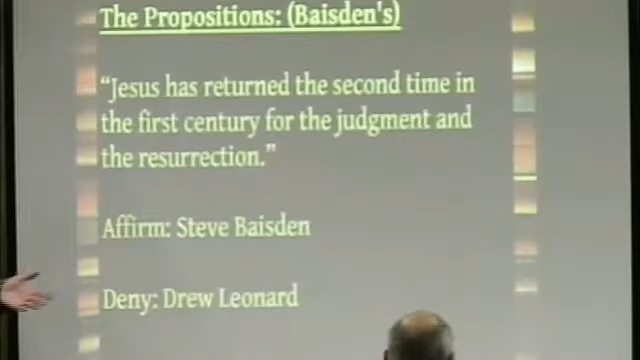 The Propositions: (Baisden's)
“Jesus has returned the second time in
the first century for the judgment and
the resurrection.”
Affirm: Steve Baisden
Deny: Drew Leonard